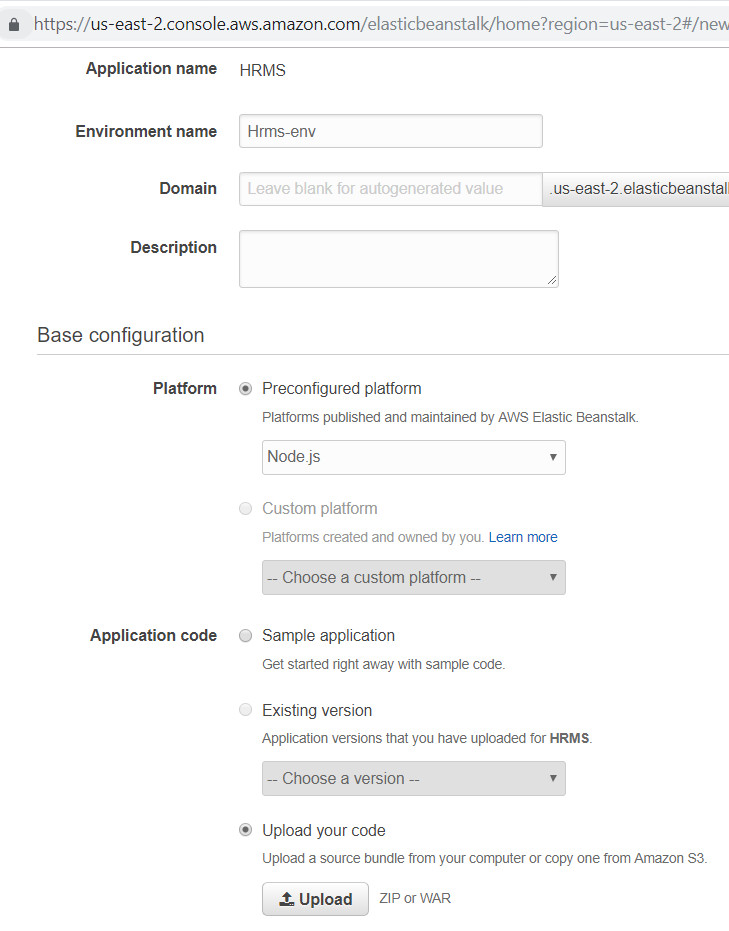 https://us-east-2.console.aws.amazon.com/elasticbeanstalk/home?region=us-east-2#/new
Application name HRMS
Environment name Hrms-env
Domain Leave blank for autogenerated value .us-east-2.elasticbeanstal
Description
Base configuration
Platform Preconfigured platform
Platforms published and maintained by AWS Elastic Beanstalk.
Node.js
Custom platform
Platforms created and owned by you. Learn more
-- Choose a custom platform --
Application code Sample application
Get started right away with sample code.
Existing version
Application versions that you have uploaded for HRMS.
-- Choose a version --
Upload your code
Upload a source bundle from your computer or copy one from Amazon S3.
Upload ZIP or WAR